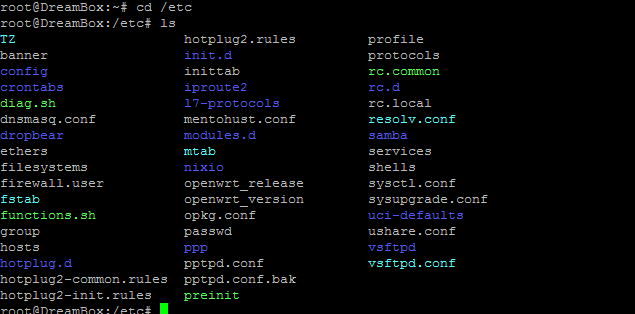 root@DreamBox:~# cd /etc
root@DreamBox:/etc# ls
TZ hotplug2.rules profile
banner init.d protocols
config inittab rc.common
crontabs iproute2 rc.d
diag.sh l7-protocols rc.local
dnsmasq.conf mentohust.conf resolv.conf
dropbear modules.d samba
ethers mtab services
filesystems nixio shells
firewall.user openwrt_release sysctl.conf
fstab openwrt_version sysupgrade.conf
functions.sh opkg.conf uci-defaults
group passwd ushare.conf
hosts ppp vsftpd
hotplug.d pptpd.conf vsftpd.conf
hotplug2-common.rules pptpd.conf.bak
hotplug2-init.rules preinit
root@DreamBox:/etc#